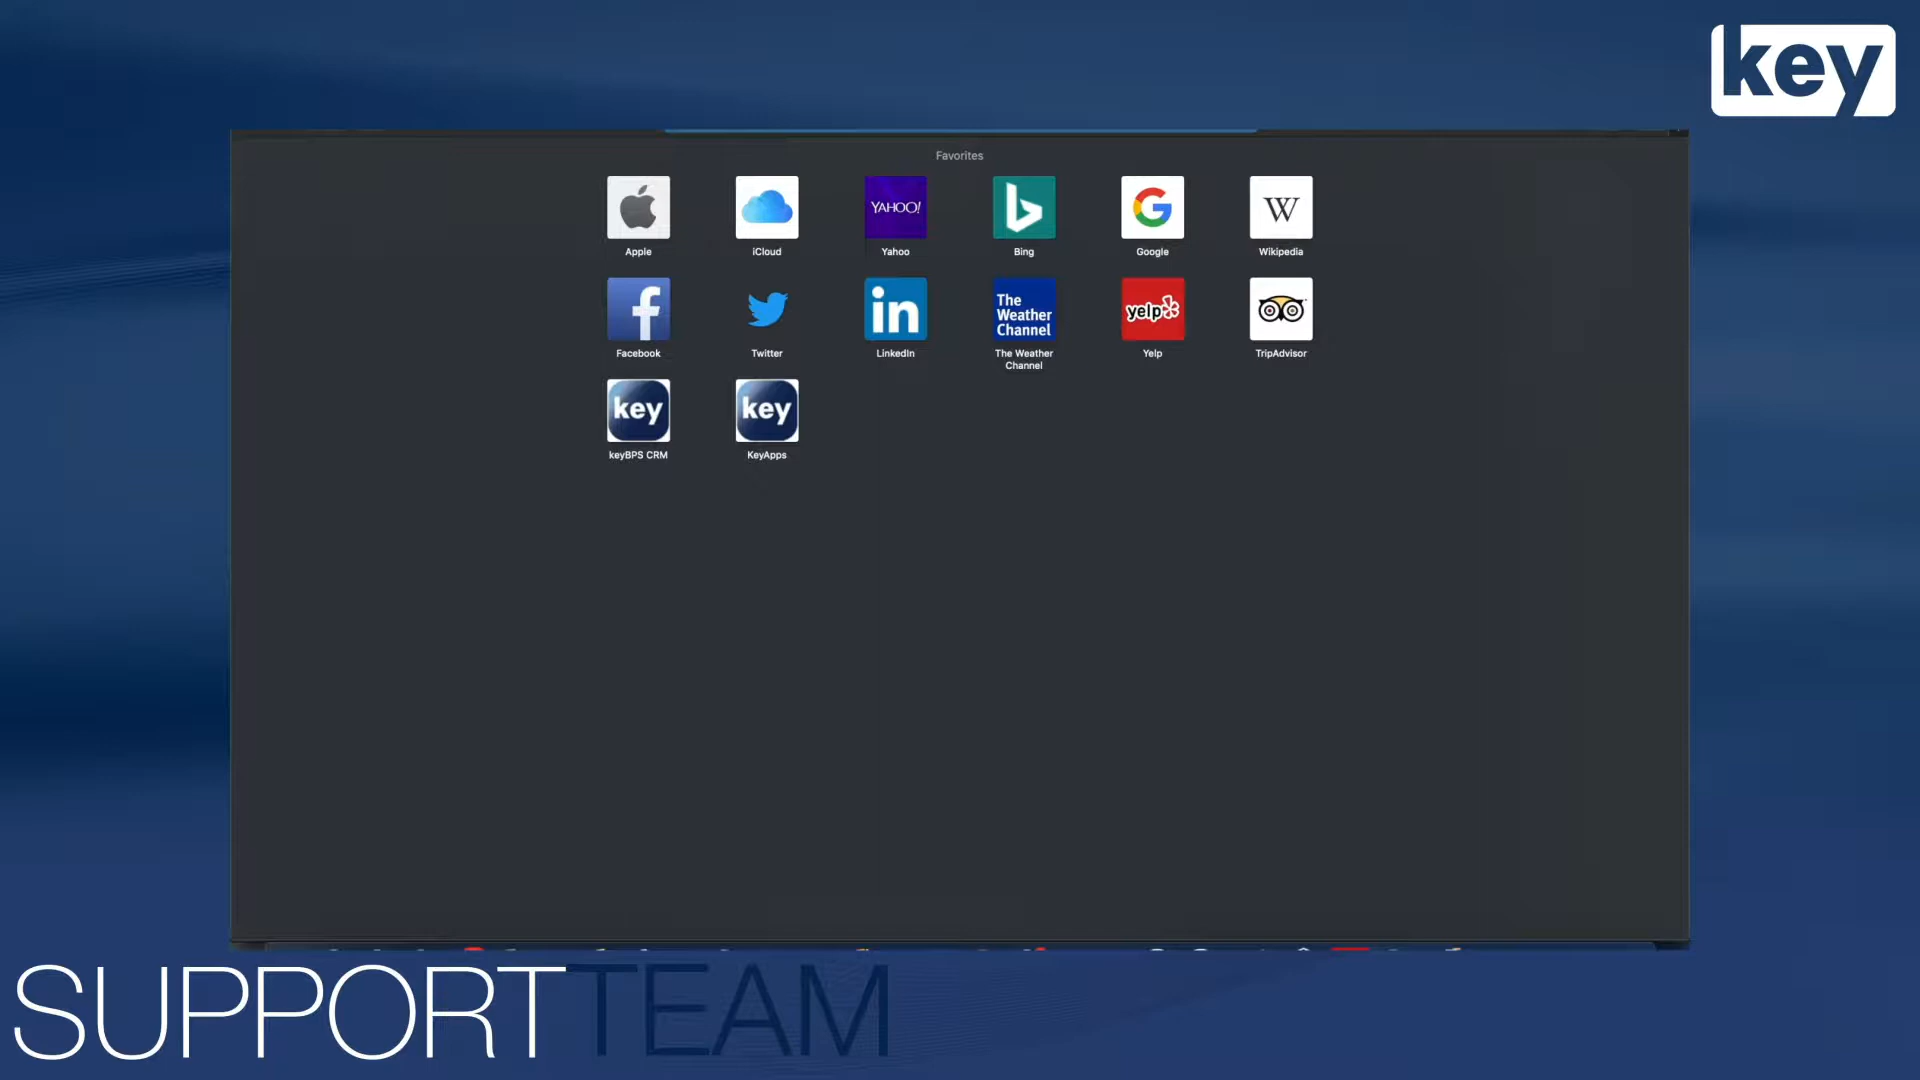 key
Favorites
YAHOO!
W
Apple
iCloud
Yahoo
Bing
Google
Wikipedia
f
in
The
Weather
Channel
yelp
Facebook
Twitter
LinkedIn
The Weather
Channel
Yelp
TripAdvisor
key
key
keyBPS CRM
KeyApps
SUPPORTTEAM